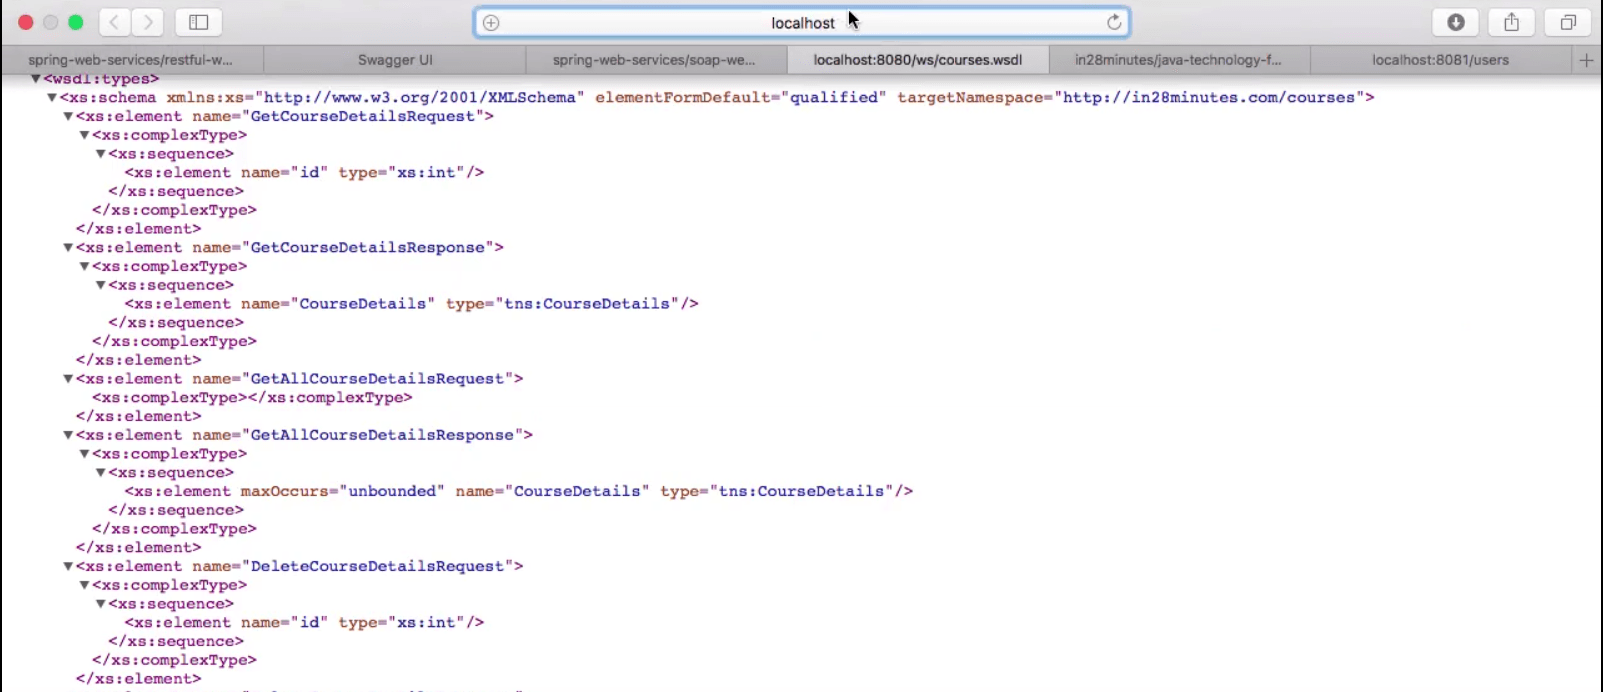 localhost
spring-web-services/restful-w...
Swagger UI
spring-web-services/soap-we...
localhost:8080/ws/courses.wsdl
in28minutes/java-technology-f...
localhost:8081/users
▼<wsdl:types>
▼<xs:schema xmlns:xs="http://www.w3.org/2001/XMLSchema" elementFormDefault="qualified" targetNamespace="http://in28minutes.com/courses">
▼<xs:element name="GetCourseDetailsRequest">
▼<xs:complexType>
▼<xs:sequence>
<xs:element name="id" type="xs:int"/>
</xs:sequence>
</xs:complexType>
</xs:element>
▼<xs:element name="GetCourseDetailsResponse">
▼<xs:complexType>
▼<xs:sequence>
<xs:element name="CourseDetails" type="tns:CourseDetails"/>
</xs:sequence>
</xs:complexType>
</xs:element>
▼<xs:element name="GetAllCourseDetailsRequest">
<xs:complexType></xs:complexType>
</xs:element>
▼<xs:element name="GetAllCourseDetailsResponse">
▼<xs:complexType>
▼<xs:sequence>
<xs:element maxOccurs="unbounded" name="CourseDetails" type="tns:CourseDetails"/>
</xs:sequence>
</xs:complexType>
</xs:element>
▼<xs:element name="DeleteCourseDetailsRequest">
▼<xs:complexType>
▼<xs:sequence>
<xs:element name="id" type="xs:int"/>
</xs:sequence>
</xs:complexType>
</xs:element>